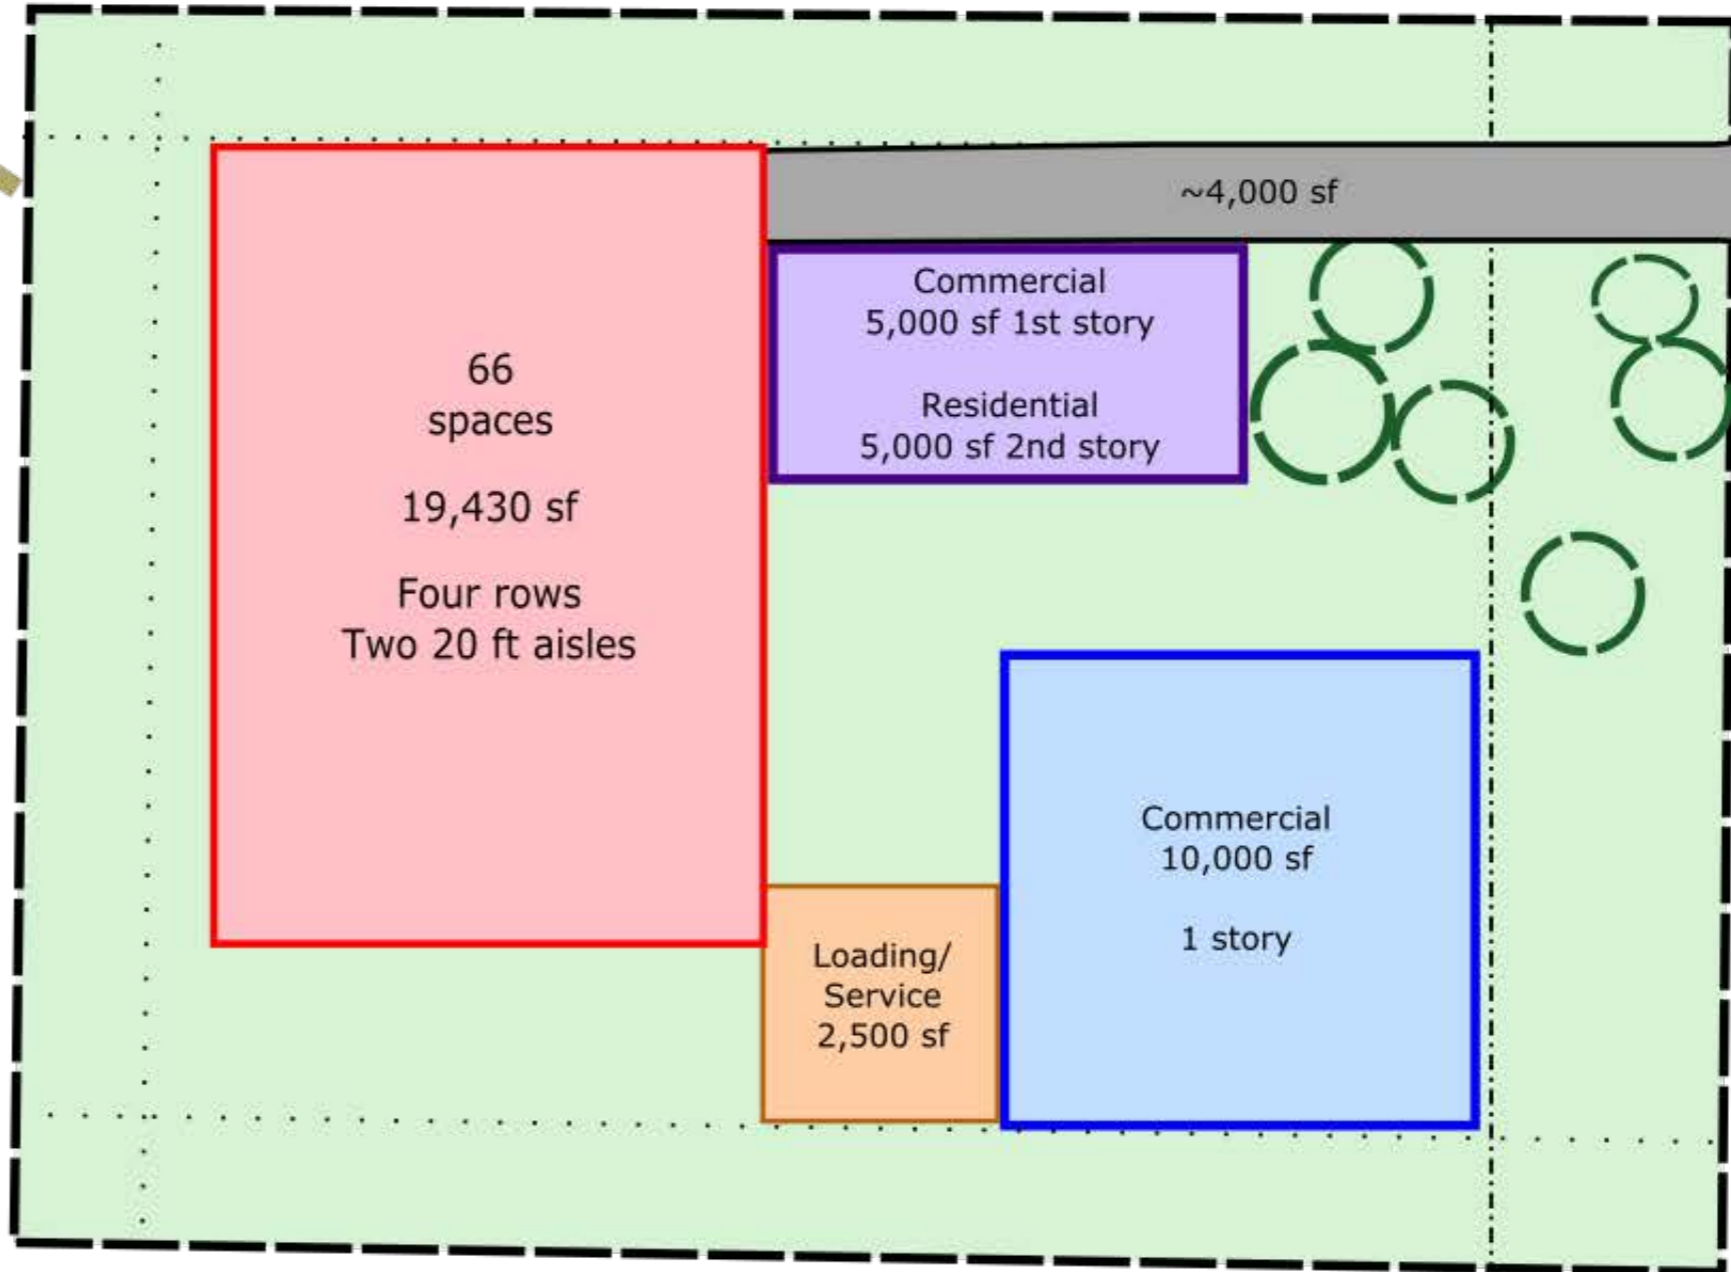 ~4,000 sf
66
spaces
19,430 sf
Four rows
Two 20 ft aisles
Commercial
5,000 sf 1st story
Residential
5,000 sf 2nd story
Commercial
10,000 sf
1 story
Loading/
Service
2,500 sf